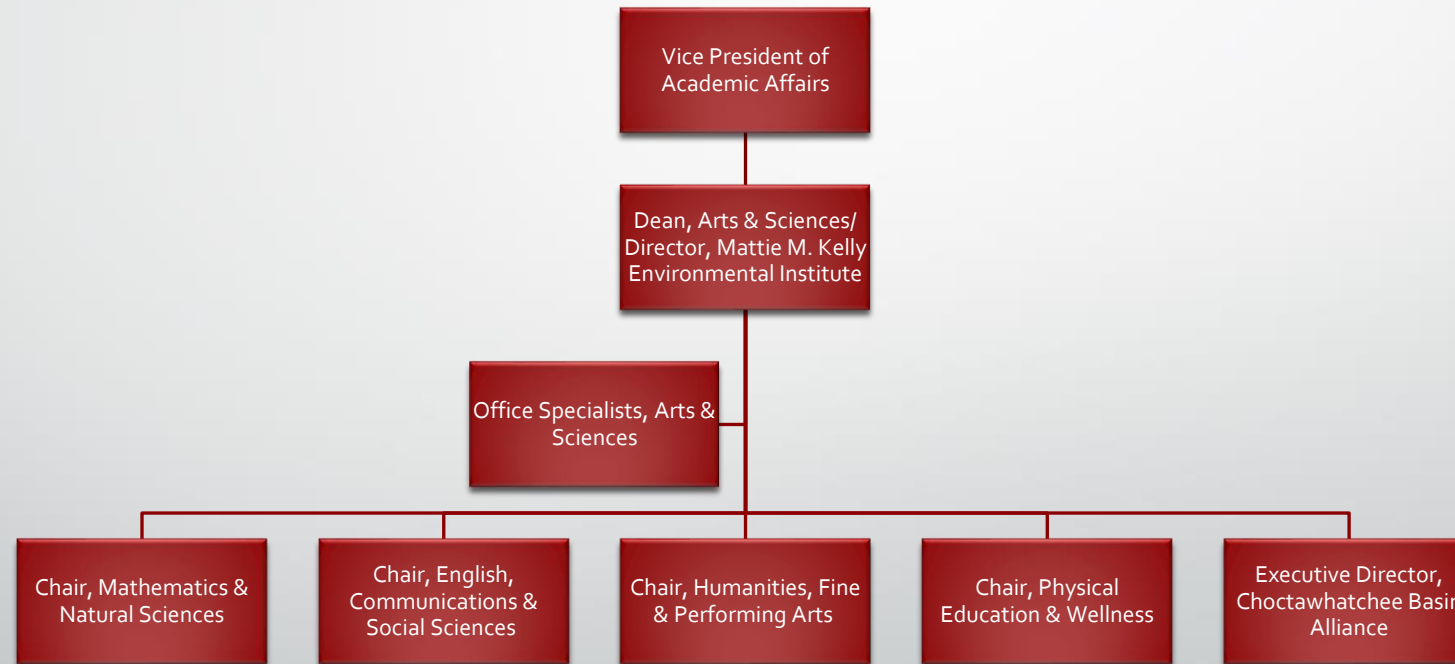 Vice President of
Academic Affairs
Dean, Arts & Sciences/
Director, Mattie M. Kelly
Environmental Institute
Office Specialists, Arts &
Sciences
Chair, Mathematics &
Natural Sciences
Chair, English,
Communications &
Social Sciences
Chair, Humanities, Fine
& Performing Arts
Chair, Physical
Education & Wellness
Executive Director,
Choctawhatchee Basin
Alliance